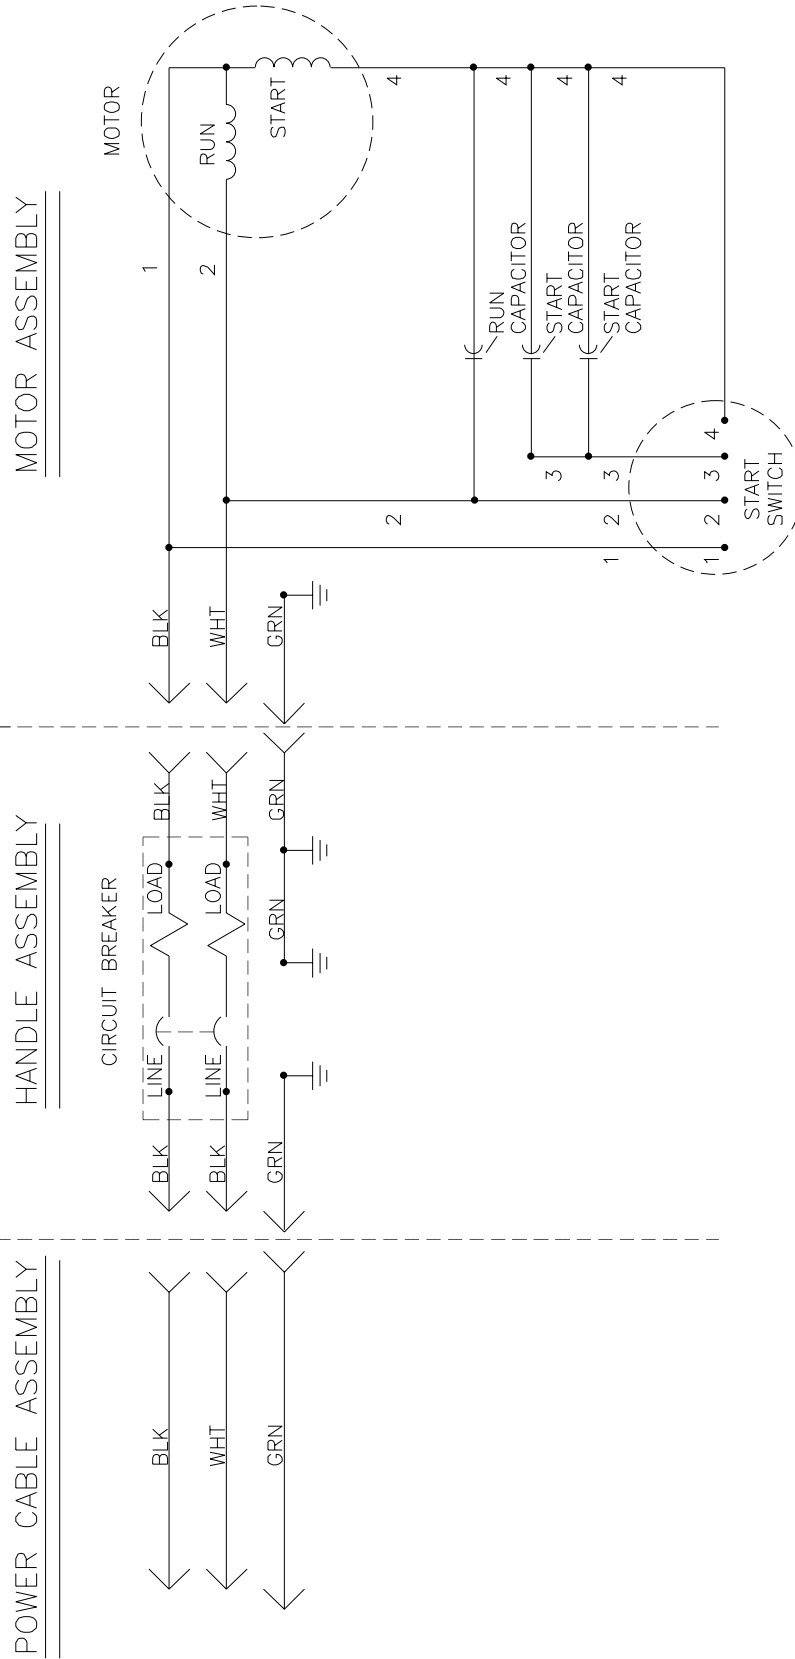 POWER CABLE ASSEMBLY
BLK
WHT
GRN
HANDLE ASSEMBLY
CIRCUIT BREAKER
BLK
LINE
LOAD
BLK
BLK
LINE
LOAD
WHT
GRN
GRN
GRN
MOTOR ASSEMBLY
MOTOR
BLK
1
WHT
2
RUN
START
GRN
2
4
RUN
CAPACITOR
4
3
START
CAPACITOR
4
1
2
3
START
CAPACITOR
4
1
2
3
4
START
SWITCH